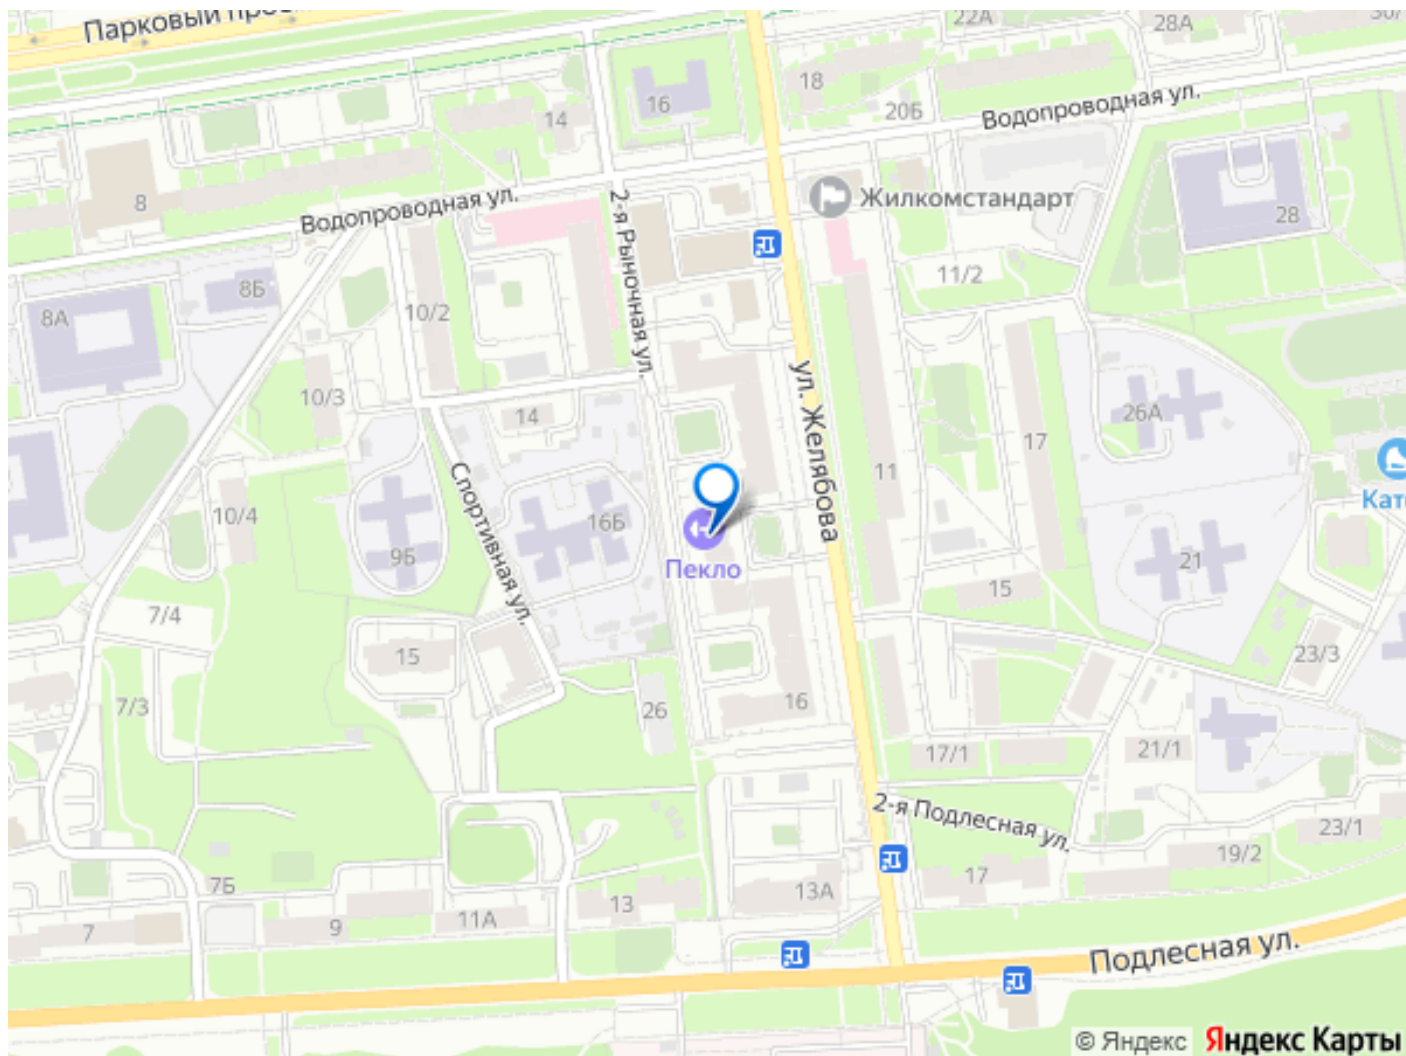 Парковый
22А
28А
18
16
20Б
Водопроводная ул.
14
8
Водопроводная ул.
2-я Рыночная ул.
Жилкомстандарт
28
11/2
8Б
8А
10/2
10/3
14
ул. Желябова
26А
17
11
Спортивная ул.
10/4
16Б
9Б
Пекло
21
15
7/4
15
23/3
7/3
26
16
17/1
21/1
2-я Подлесная ул.
23/1
19/2
7Б
17
13А
13
11А
9
7
Подлесная ул.
© Яндекс Яндекс Карты